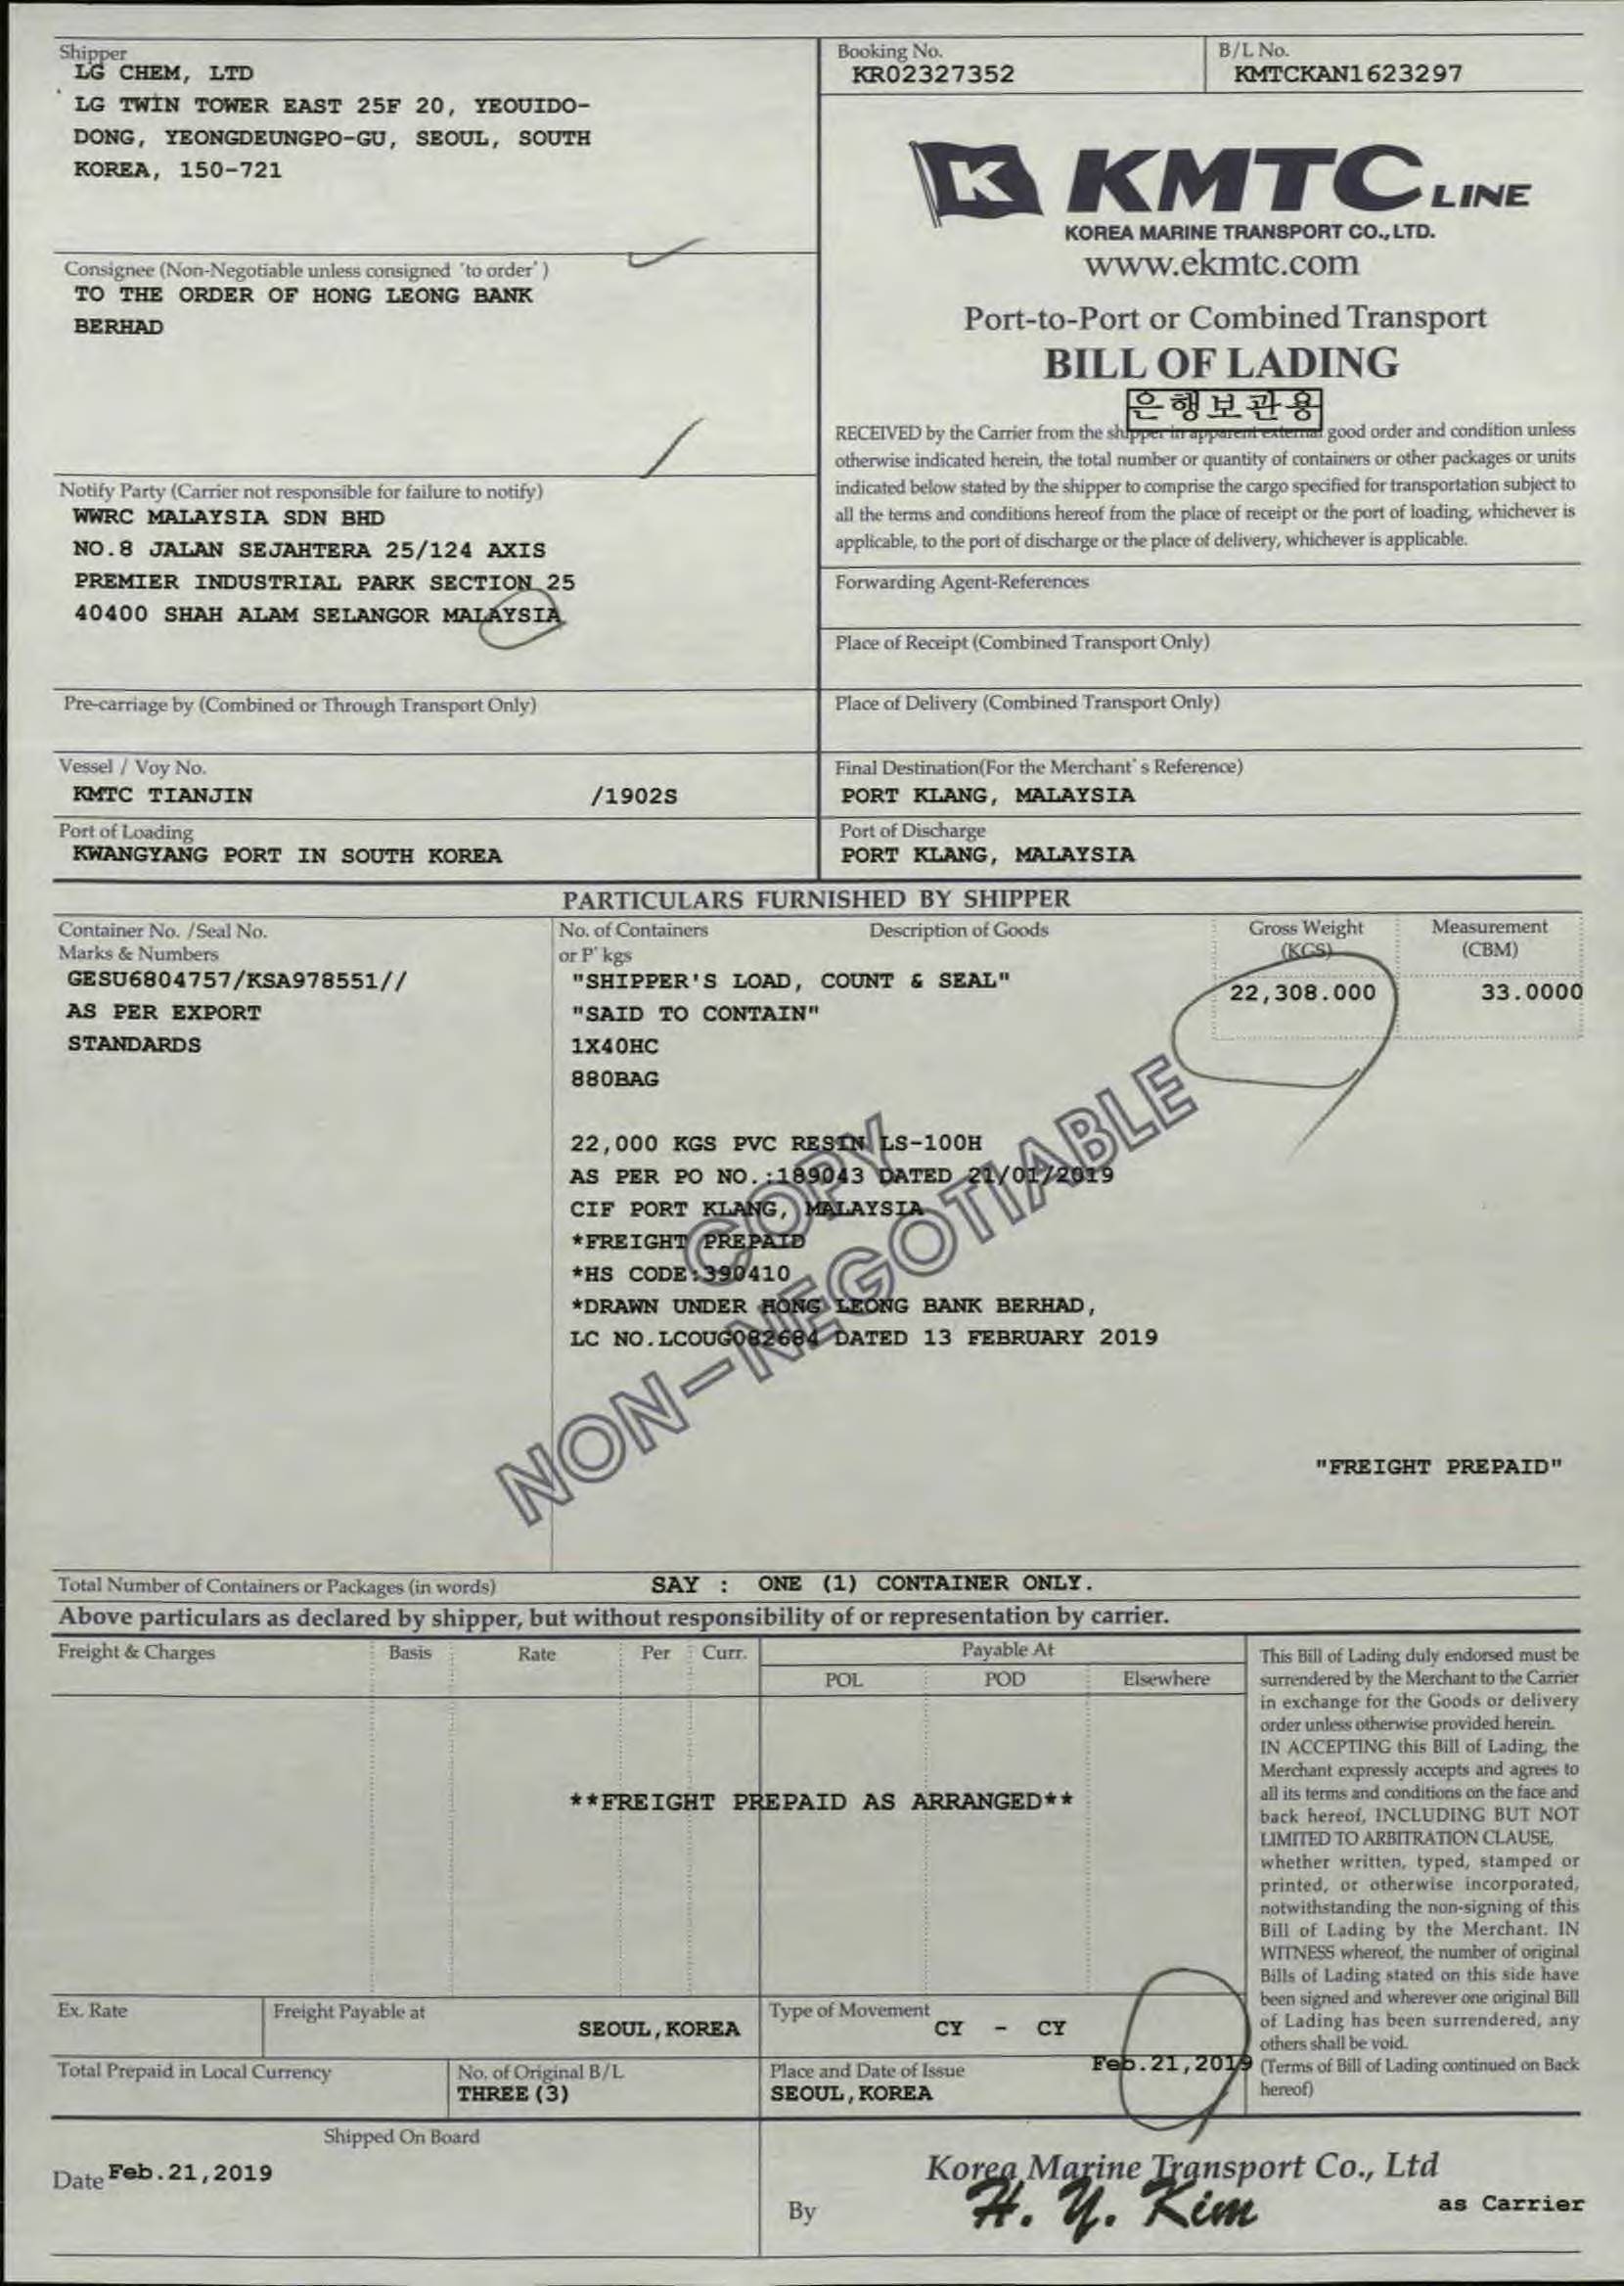 Shipper
LG CHEM, LTD
LG TWIN TOWER EAST 25F 20, YEOUIDO-
DONG, YEONGDEUNGPO-GU, SEOUL, SOUTH
KOREA, 150-721
Booking No.
KR02327352
B/L No.
KMTCKAN1623297
K KMTC LINE
KOREA MARINE TRANSPORT CO., LTD.
www.ekmtc.com
Port-to-Port or Combined Transport
BILL OF LADING
은행보관용
Consignee (Non-Negotiable unless consigned 'to order')
TO THE ORDER OF HONG LEONG BANK
BERHAD
RECEIVED by the Carrier from the shipper in apparent external good order and condition unless
otherwise indicated herein, the total number or quantity of containers or other packages or units
indicated below stated by the shipper to comprise the cargo specified for transportation subject to
all the terms and conditions hereof from the place of receipt or the port of loading, whichever is
applicable, to the port of discharge or the place of delivery, whichever is applicable.
Notify Party (Carrier not responsible for failure to notify)
WWRC MALAYSIA SDN BHD
NO.8 JALAN SEJAHTERA 25/124 AXIS
PREMIER INDUSTRIAL PARK SECTION 25
40400 SHAH ALAM SELANGOR MALAYSIA
Forwarding Agent-References
Place of Receipt (Combined Transport Only)
Pre-carriage by (Combined or Through Transport Only)
Place of Delivery (Combined Transport Only)
Vessel / Voy No.
KMTC TIANJIN /1902S
Final Destination(For the Merchant's Reference)
PORT KLANG, MALAYSIA
Port of Loading
KWANGYANG PORT IN SOUTH KOREA
Port of Discharge
PORT KLANG, MALAYSIA
PARTICULARS FURNISHED BY SHIPPER
Container No. /Seal No.
Marks & Numbers
No. of Containers
or P'kgs
Description of Goods
Gross Weight
(KGS)
Measurement
(CBM)
GESU6804757/KSA978551//
AS PER EXPORT
STANDARDS
"SHIPPER'S LOAD, COUNT & SEAL"
"SAID TO CONTAIN"
1X40HC
880BAG
22,308.000
33.0000
22,000 KGS PVC RESIN LS-100H
AS PER PO NO.:189043 DATED 21/01/2019
CIF PORT KLANG, MALAYSIA
*FREIGHT PREPAID
*HS CODE:390410
*DRAWN UNDER HONG LEONG BANK BERHAD,
LC NO.LCOUG082684 DATED 13 FEBRUARY 2019
COPY
NON-NEGOTIABLE
"FREIGHT PREPAID"
Total Number of Containers or Packages (in words) SAY : ONE (1) CONTAINER ONLY.
Above particulars as declared by shipper, but without responsibility of or representation by carrier.
Freight & Charges
Basis
Rate
Per
Curr.
Payable At
POL
POD
Elsewhere
**FREIGHT PREPAID AS ARRANGED**
This Bill of Lading duly endorsed must be
surrendered by the Merchant to the Carrier
in exchange for the Goods or delivery
order unless otherwise provided herein.
IN ACCEPTING this Bill of Lading, the
Merchant expressly accepts and agrees to
all its terms and conditions on the face and
back hereof, INCLUDING BUT NOT
LIMITED TO ARBITRATION CLAUSE,
whether written, typed, stamped or
printed, or otherwise incorporated,
notwithstanding the non-signing of this
Bill of Lading by the Merchant. IN
WITNESS whereof, the number of original
Bills of Lading stated on this side have
been signed and wherever one original Bill
of Lading has been surrendered, any
others shall be void.
(Terms of Bill of Lading continued on Back
hereof)
Ex. Rate
Freight Payable at
SEOUL,KOREA
Type of Movement
CY - CY
Total Prepaid in Local Currency
No. of Original B/L
THREE (3)
Place and Date of Issue
SEOUL,KOREA
Feb.21,2019
Shipped On Board
Date Feb.21,2019
Korea Marine Transport Co., Ltd
By H. Y. Kim
as Carrier